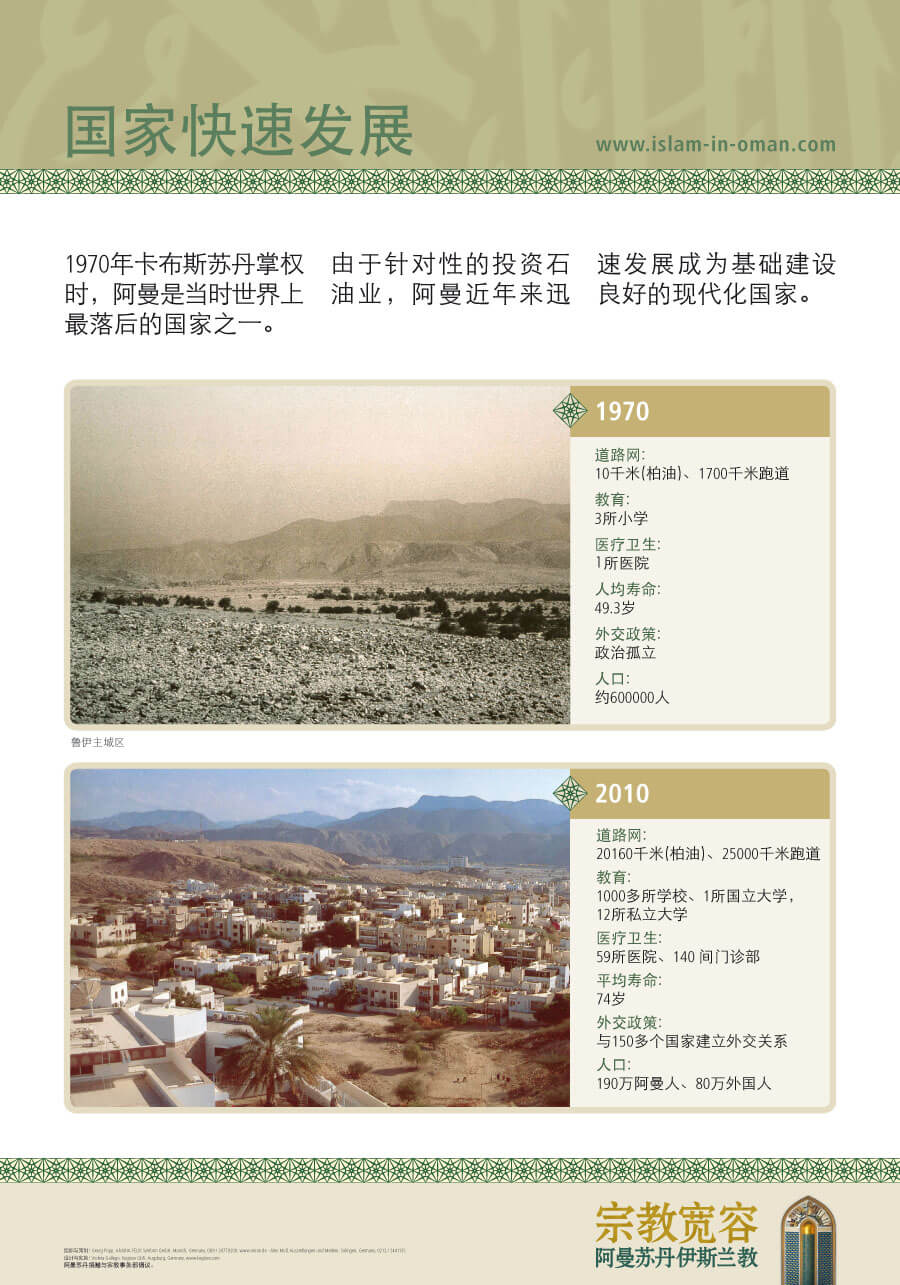 国家快速发展
www.islam-in-oman.com
1970年卡布斯苏丹掌权
时，阿曼是当时世界上
最落后的国家之一。
由于针对性的投资石
油业，阿曼近年来迅
速发展成为基础建设
良好的现代化国家。
1970
道路网:
10千米(柏油)、1700千米跑道
教育:
3所小学
医疗卫生:
1所医院
人均寿命:
49.3岁
外交政策:
政治孤立
人口:
约600000人
鲁伊主城区
2010
道路网:
20160千米(柏油)、25000千米跑道
教育:
1000多所学校、1所国立大学，
12所私立大学
医疗卫生:
59所医院、140 间门诊部
平均寿命:
74岁
外交政策:
与150多个国家建立外交关系
人口:
190万阿曼人、80万外国人
宗教宽容
阿曼苏丹伊斯兰教